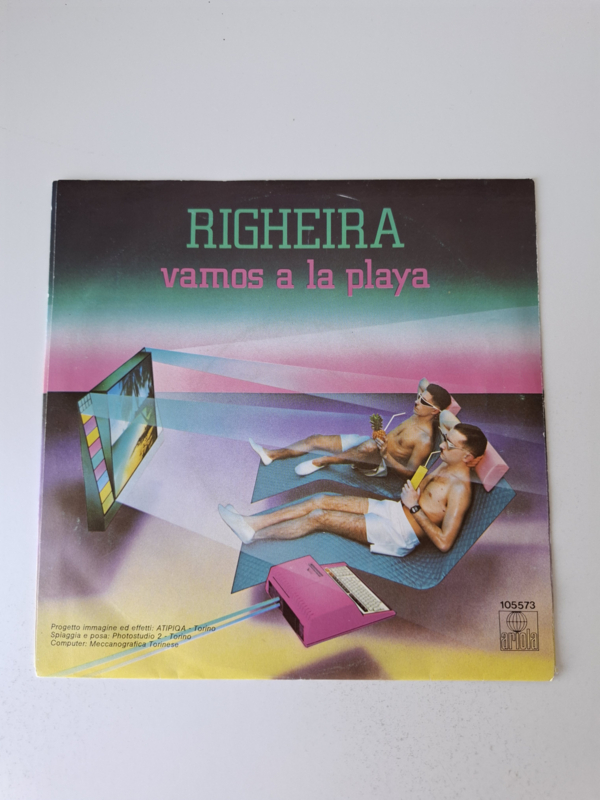 RIGHEIRA
vamos a la playa
105573
ariola
Progetto immagine ed effetti: ATIPIQA - Torino
Spiaggia e posa: Photostudio 2 - Torino
Computer: Meccanografica Torinese